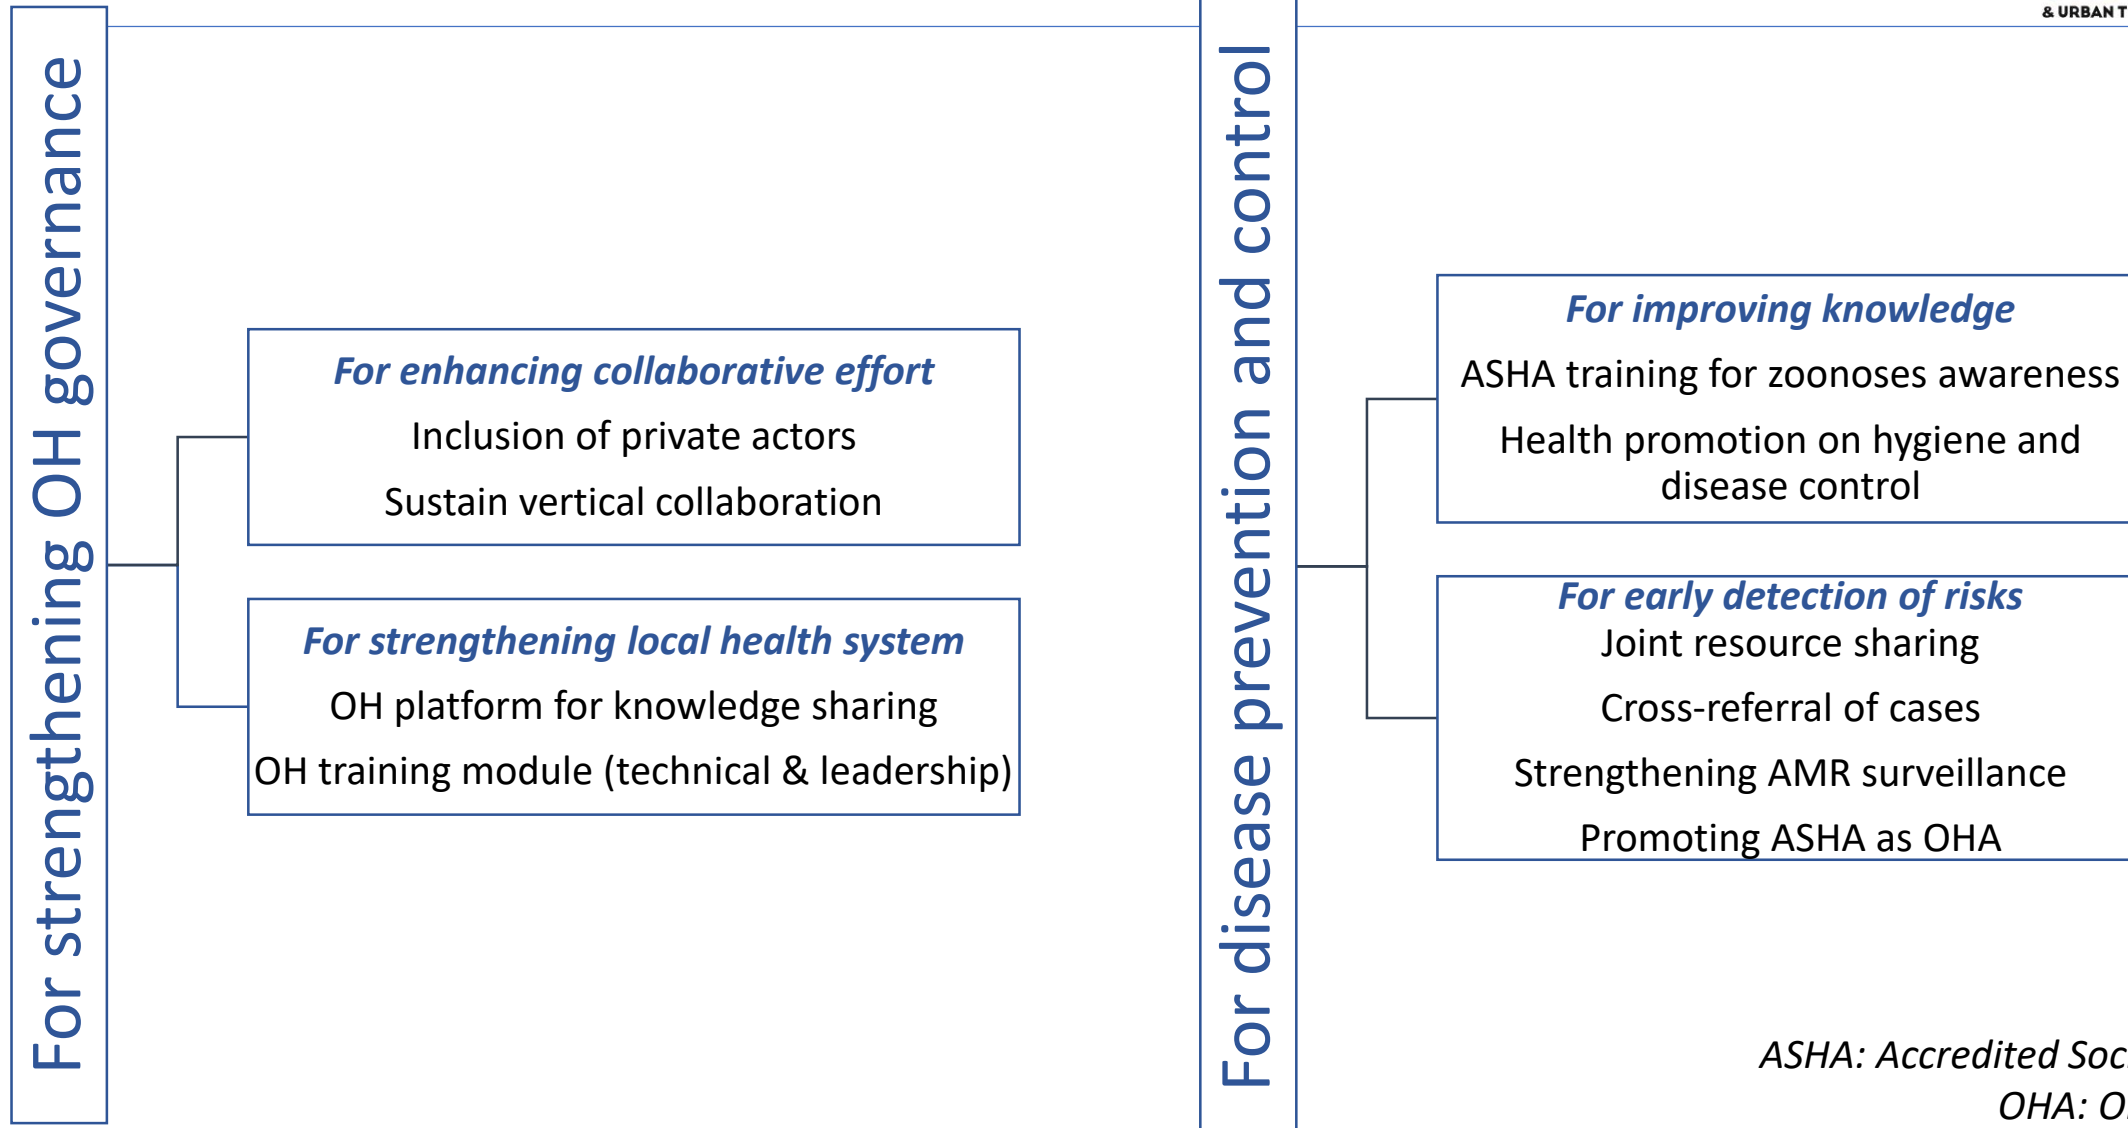 & URBAN T
For strengthening OH governance
For enhancing collaborative effort
Inclusion of private actors
Sustain vertical collaboration
For strengthening local health system
OH platform for knowledge sharing
OH training module (technical & leadership)
For disease prevention and control
For improving knowledge
ASHA training for zoonoses awareness
Health promotion on hygiene and
disease control
For early detection of risks
Joint resource sharing
Cross-referral of cases
Strengthening AMR surveillance
Promoting ASHA as OHA
ASHA: Accredited Soc
OHA: O